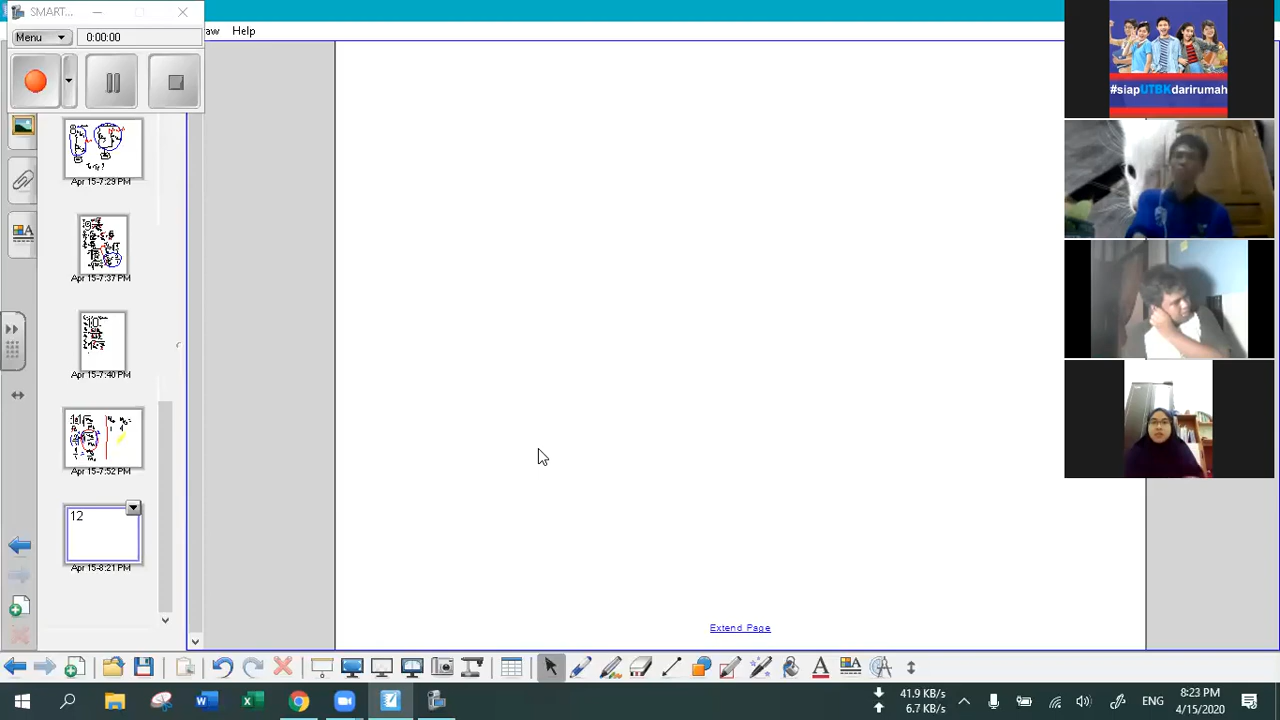 SMART...
aw Help
Menu 0:00:00
#siapUTBKdarirumah
Apr 15-7:29 PM
Apr 15-7:37 PM
Apr 15-7:40 PM
Apr 15-7:52 PM
12
Apr 15-8:21 PM
Extend Page
41.9 KB/s
6.7 KB/s
ENG
8:23 PM
4/15/2020